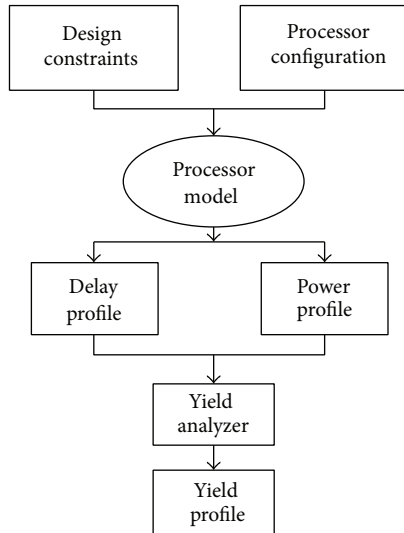 Design
constraints
Processor
configuration
Processor
model
Delay
profile
Power
profile
Yield
analyzer
Yield
profile